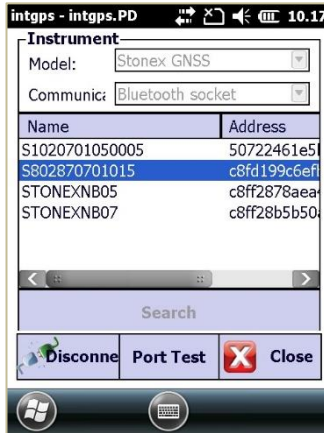 intgps - intgps.PD 10.17
Instrument
Model: Stonex GNSS
Communica Bluetooth socket
Name Address
S1020701050005 50722461e5
S802870701015 c8fd199c6ef
STONEXNB05 c8ff2878aea
STONEXNB07 c8ff28b5b50
Search
Disconne Port Test Close